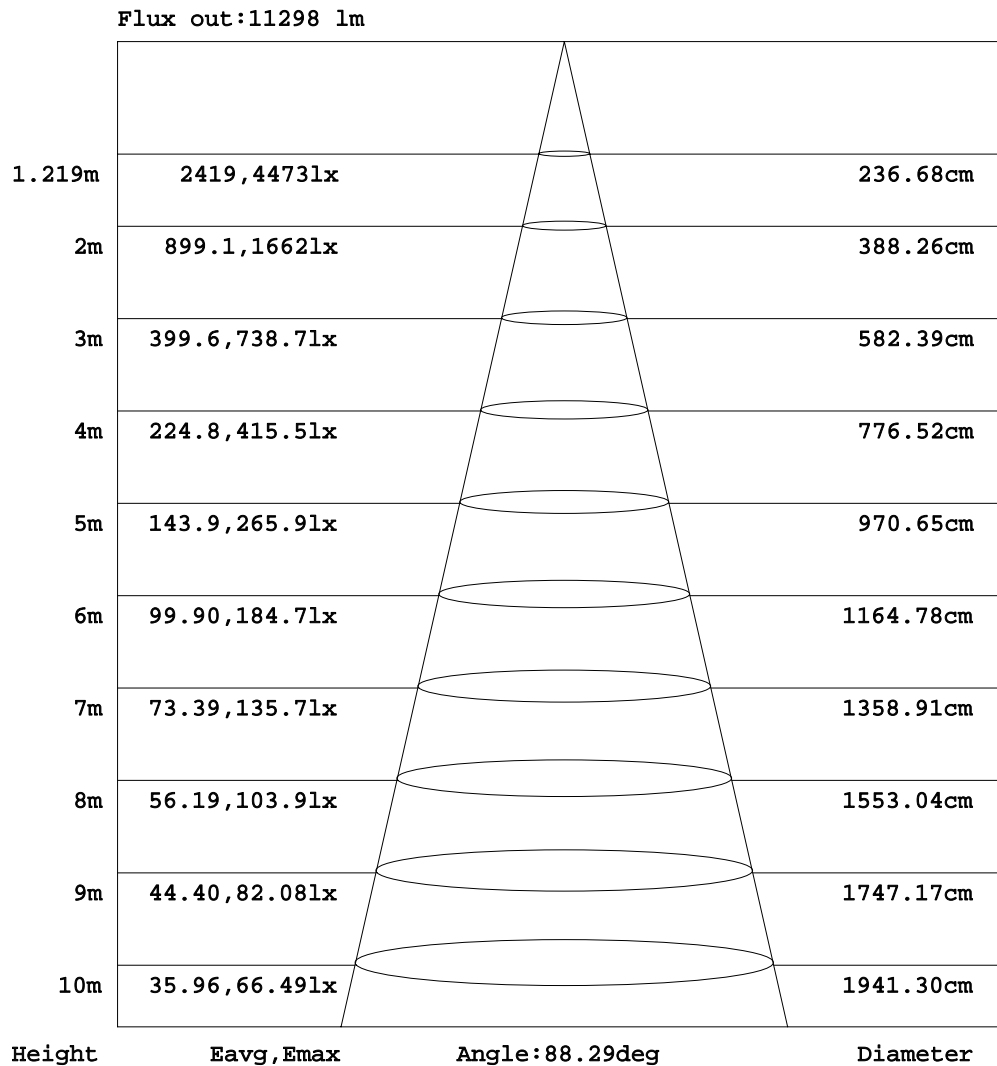 Flux out:11298 lm
1.219m 2419,4473lx 236.68cm
2m 899.1,1662lx 388.26cm
3m 399.6,738.7lx 582.39cm
4m 224.8,415.5lx 776.52cm
5m 143.9,265.9lx 970.65cm
6m 99.90,184.7lx 1164.78cm
7m 73.39,135.7lx 1358.91cm
8m 56.19,103.9lx 1553.04cm
9m 44.40,82.08lx 1747.17cm
10m 35.96,66.49lx 1941.30cm
Height Eavg,Emax Angle:88.29deg Diameter